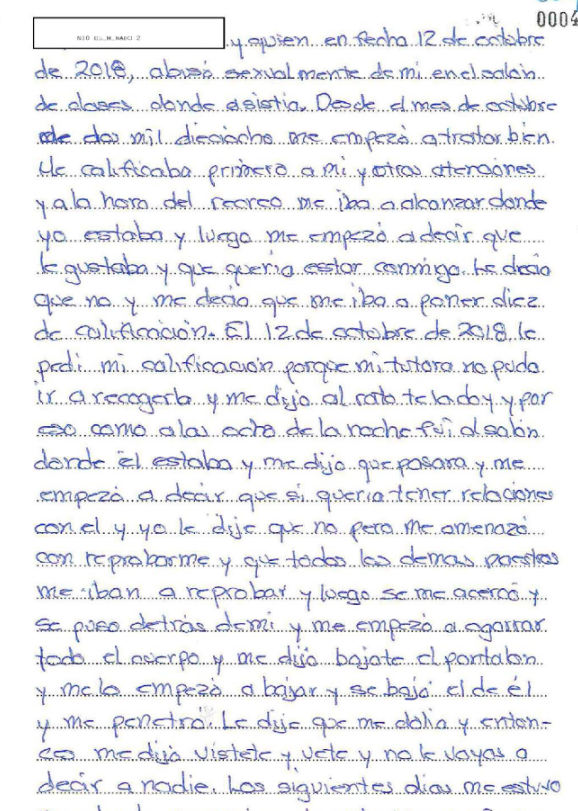 0004
y quien en fecha 12 de octubre
de 2018, abusó sexualmente de mi en el salón
de clases donde asistia. Desde el mes de octubre
de dos mil dieciocho me empezó a tratar bien.
Me calificaba primero a mi y otras atenciones
y a la hora del recreo me iba a alcanzar donde
yo estaba y luego me empezó a decir que
le gustaba y que queria estar conmigo. Le decia
que no y me decia que me iba a poner diez
de calificación. El 12 de octubre de 2018 le
pedi mi calificación porque mi tutora no pudo
ir a recogerla y me dijo al rato te la doy y por
eso como a las ocho de la noche fui al salón
donde él estaba y me dijo que pasara y me
empezó a decir que si queria tener relaciones
con el y yo le dije que no pero me amenazó
con reprobarme y que todos los demas maestros
me iban a reprobar y luego se me acercó y
se puso detrás de mi y me empezó a agarrar
todo el cuerpo y me dijo bajate el pantalon
y me lo empezó a bajar y se bajó el de él
y me penetró. Le dije que me dolia y enton-
ces me dijo vistete y vete y no le vayas a
decir a nadie. Los siguientes dias me estuvo